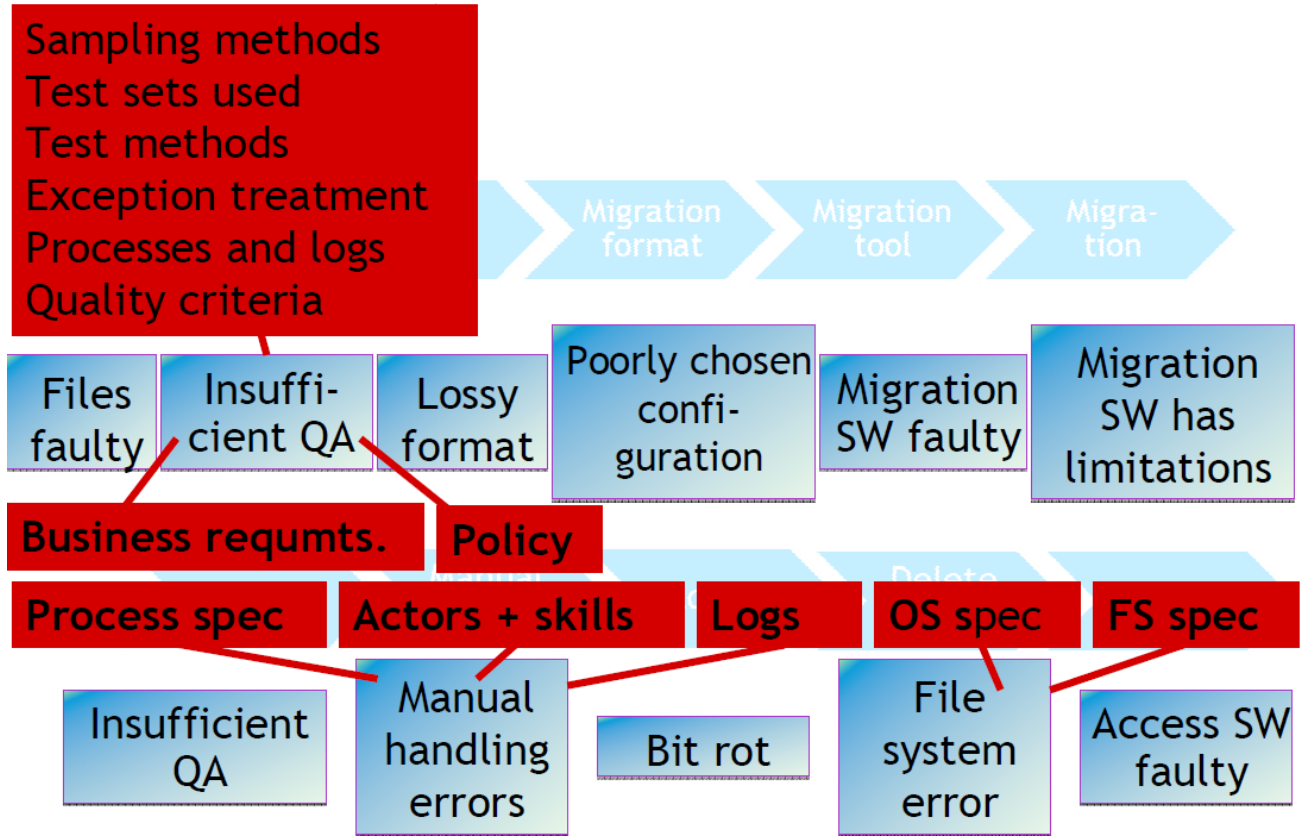 Sampling methods
Test sets used
Test methods
Exception treatment
Processes and logs
Quality criteria
Migration
format
Migration
tool
Migra-
tion
Files
faulty
Insuffi-
cient QA
Lossy
format
Poorly chosen
confi-
guration
Migration
SW faulty
Migration
SW has
limitations
Business requmts.
Policy
Manual
Delete
Process spec
Actors + skills
Logs
OS spec
FS spec
Insufficient
QA
Manual
handling
errors
Bit rot
File
system
error
Access SW
faulty